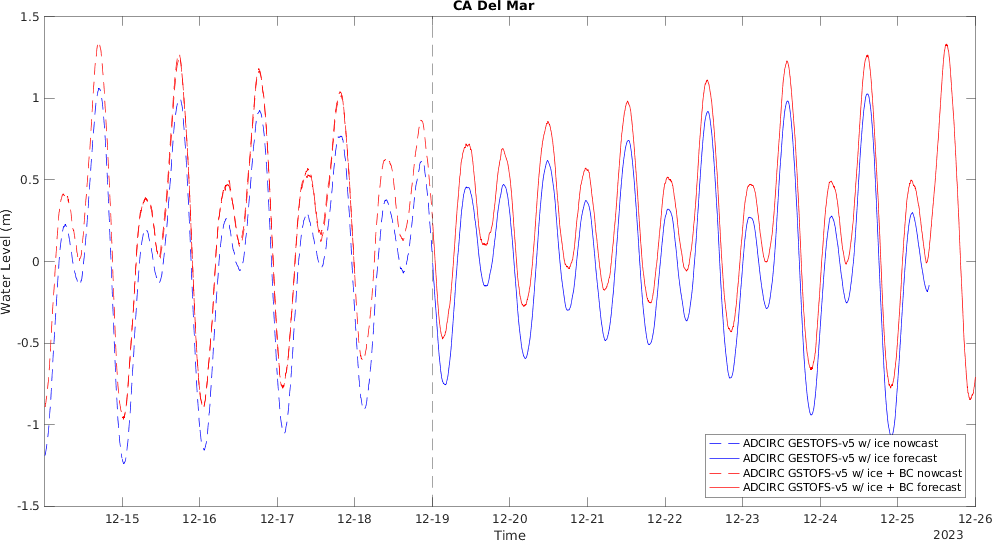 CA Del Mar
1.5
1
0.5
0
-0.5
-1
-1.5
Water Level (m)
12-15 12-16 12-17 12-18 12-19 12-20 12-21 12-22 12-23 12-24 12-25 12-26
Time
2023
ADCIRC GESTOFS-v5 w/ ice nowcast
ADCIRC GESTOFS-v5 w/ ice forecast
ADCIRC GSTOFS-v5 w/ ice + BC nowcast
ADCIRC GSTOFS-v5 w/ ice + BC forecast